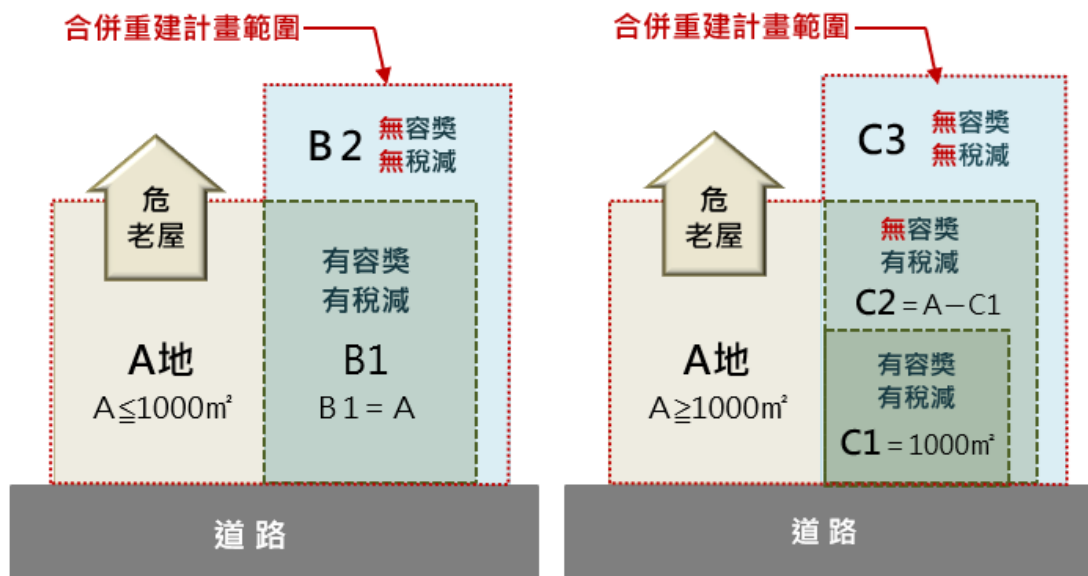 合併重建計畫範圍
B2
無容獎
無稅減
危
老屋
有容獎
有稅減
A地
A≦1000㎡
B1
B1=A
道路
合併重建計畫範圍
C3
無容獎
無稅減
危
老屋
無容獎
有稅減
C2=A－C1
A地
A≧1000㎡
有容獎
有稅減
C1=1000㎡
道路